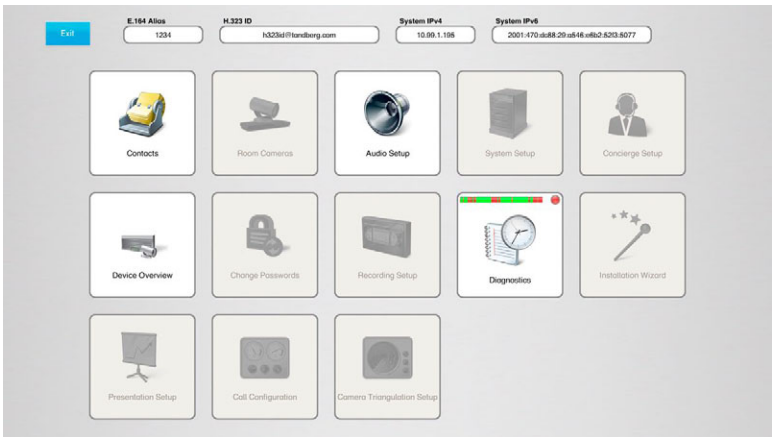 E.164 Alias
H.323 ID
System IPv4
System IPv6
Exit
1234
h323id@tandberg.com
10.99.1.195
2001:470:dc88:29:a646:e6b2:52f3:6077
Contacts
Room Cameras
Audio Setup
System Setup
Concierge Setup
Device Overview
Change Passwords
Recording Setup
Diagnostics
Installation Wizard
Presentation Setup
Call Configuration
Camera Triangulation Setup